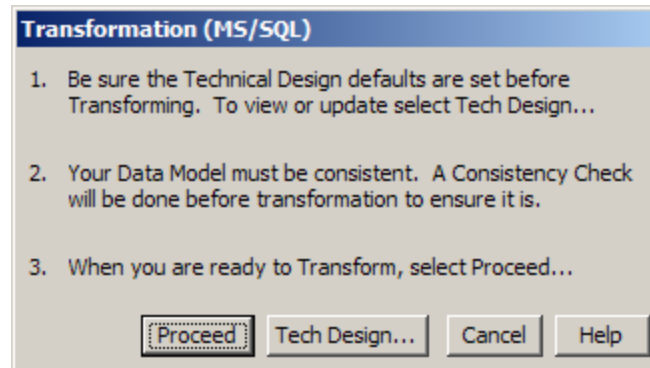 Transformation (MS/SQL)
1. Be sure the Technical Design defaults are set before
Transforming. To view or update select Tech Design...
2. Your Data Model must be consistent. A Consistency Check
will be done before transformation to ensure it is.
3. When you are ready to Transform, select Proceed...
Proceed Tech Design... Cancel Help